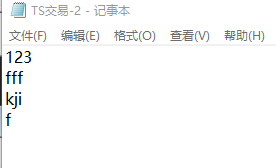 TS交易-2 - 记事本
文件(F) 编辑(E) 格式(O) 查看(V) 帮助(H)
123
fff
kji
f